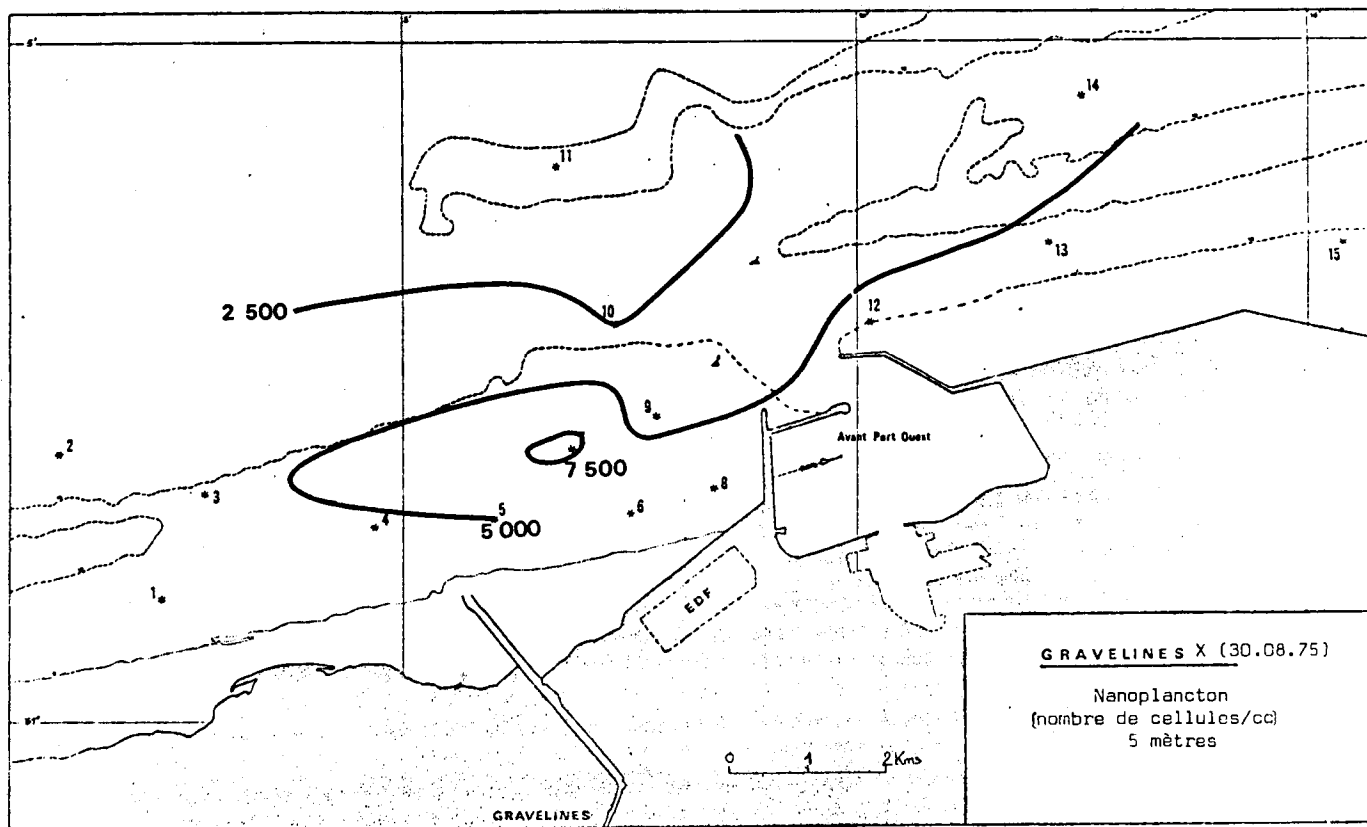 5'
14
11
13
15
2 500
10
12
9
2
7 500
Avant Port Ouest
3
8
5
6
4
5 000
1
EDF
GRAVELINES X (30.08.75)
Nanoplancton
(nombre de cellules/cc)
5 mètres
51°
0 1 2 Kms
GRAVELINES